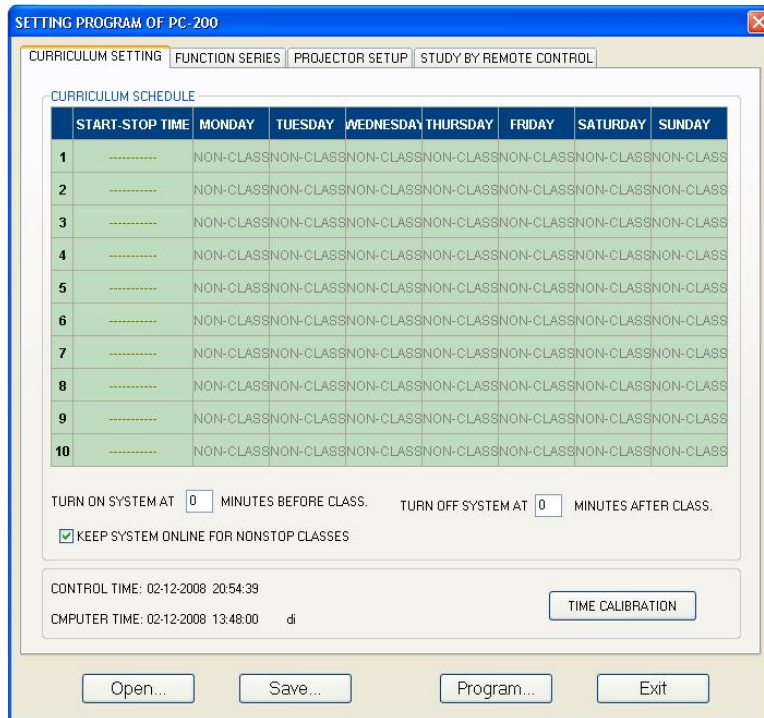 SETTING PROGRAM OF PC-200
CURRICULUM SETTING FUNCTION SERIES PROJECTOR SETUP STUDY BY REMOTE CONTROL
CURRICULUM SCHEDULE
START-STOP TIME MONDAY TUESDAY WEDNESDAY THURSDAY FRIDAY SATURDAY SUNDAY
1 ----------- NON-CLASS NON-CLASS NON-CLASS NON-CLASS NON-CLASS NON-CLASS NON-CLASS
2 ----------- NON-CLASS NON-CLASS NON-CLASS NON-CLASS NON-CLASS NON-CLASS NON-CLASS
3 ----------- NON-CLASS NON-CLASS NON-CLASS NON-CLASS NON-CLASS NON-CLASS NON-CLASS
4 ----------- NON-CLASS NON-CLASS NON-CLASS NON-CLASS NON-CLASS NON-CLASS NON-CLASS
5 ----------- NON-CLASS NON-CLASS NON-CLASS NON-CLASS NON-CLASS NON-CLASS NON-CLASS
6 ----------- NON-CLASS NON-CLASS NON-CLASS NON-CLASS NON-CLASS NON-CLASS NON-CLASS
7 ----------- NON-CLASS NON-CLASS NON-CLASS NON-CLASS NON-CLASS NON-CLASS NON-CLASS
8 ----------- NON-CLASS NON-CLASS NON-CLASS NON-CLASS NON-CLASS NON-CLASS NON-CLASS
9 ----------- NON-CLASS NON-CLASS NON-CLASS NON-CLASS NON-CLASS NON-CLASS NON-CLASS
10 ----------- NON-CLASS NON-CLASS NON-CLASS NON-CLASS NON-CLASS NON-CLASS NON-CLASS
TURN ON SYSTEM AT 0 MINUTES BEFORE CLASS. TURN OFF SYSTEM AT 0 MINUTES AFTER CLASS.
KEEP SYSTEM ONLINE FOR NONSTOP CLASSES
CONTROL TIME: 02-12-2008 20:54:39
TIME CALIBRATION
CMPUTER TIME: 02-12-2008 13:48:00 di
Open... Save... Program... Exit